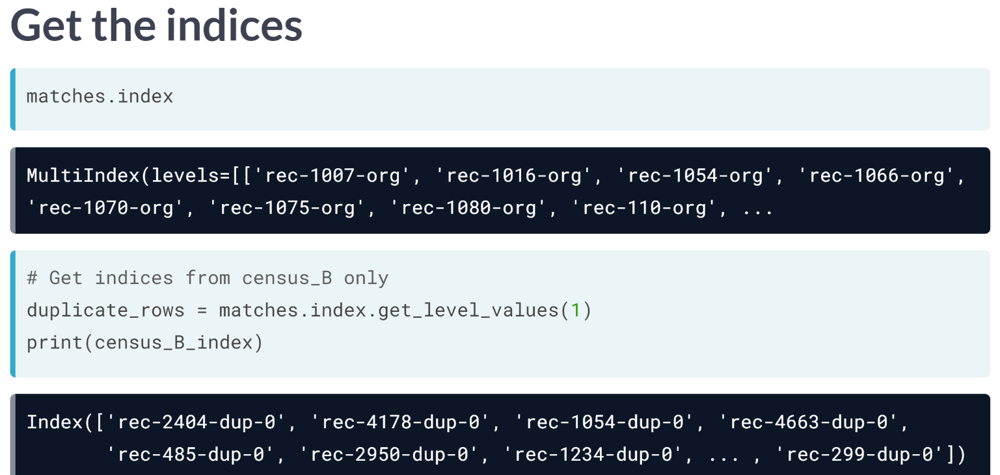 Get the indices
matches.index
MultiIndex(levels=[['rec-1007-org', 'rec-1016-org', 'rec-1054-org', 'rec-1066-org',
'rec-1070-org', 'rec-1075-org', 'rec-1080-org', 'rec-110-org', ...
# Get indices from census_B only
duplicate_rows = matches.index.get_level_values(1)
print(census_B_index)
Index(['rec-2404-dup-0', 'rec-4178-dup-0', 'rec-1054-dup-0', 'rec-4663-dup-0',
'rec-485-dup-0', 'rec-2950-dup-0', 'rec-1234-dup-0', ... , 'rec-299-dup-0'])